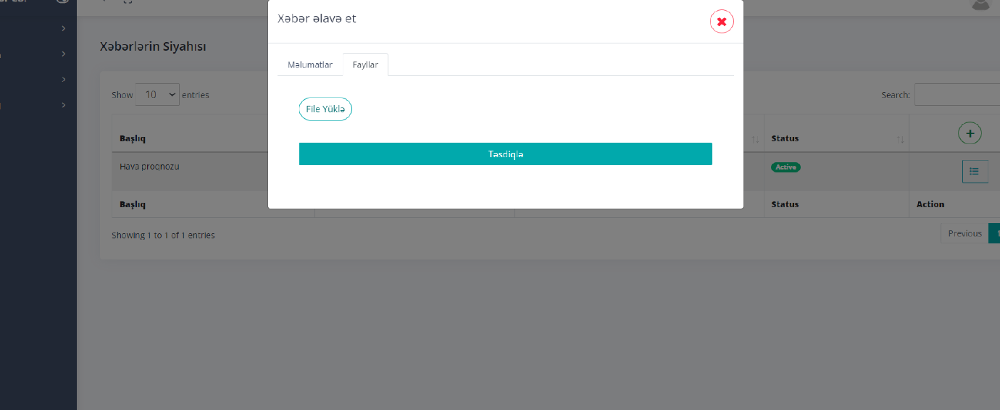 Xəbər əlavə et
Xəbərlərin Siyahısı
Məlumatlar
Fayllar
Show 10 entries
Search:
File Yüklə
Başlıq
Status
Təsdiqlə
Hava proqnozu
Active
Başlıq
Status
Action
Showing 1 to 1 of 1 entries
Previous
1